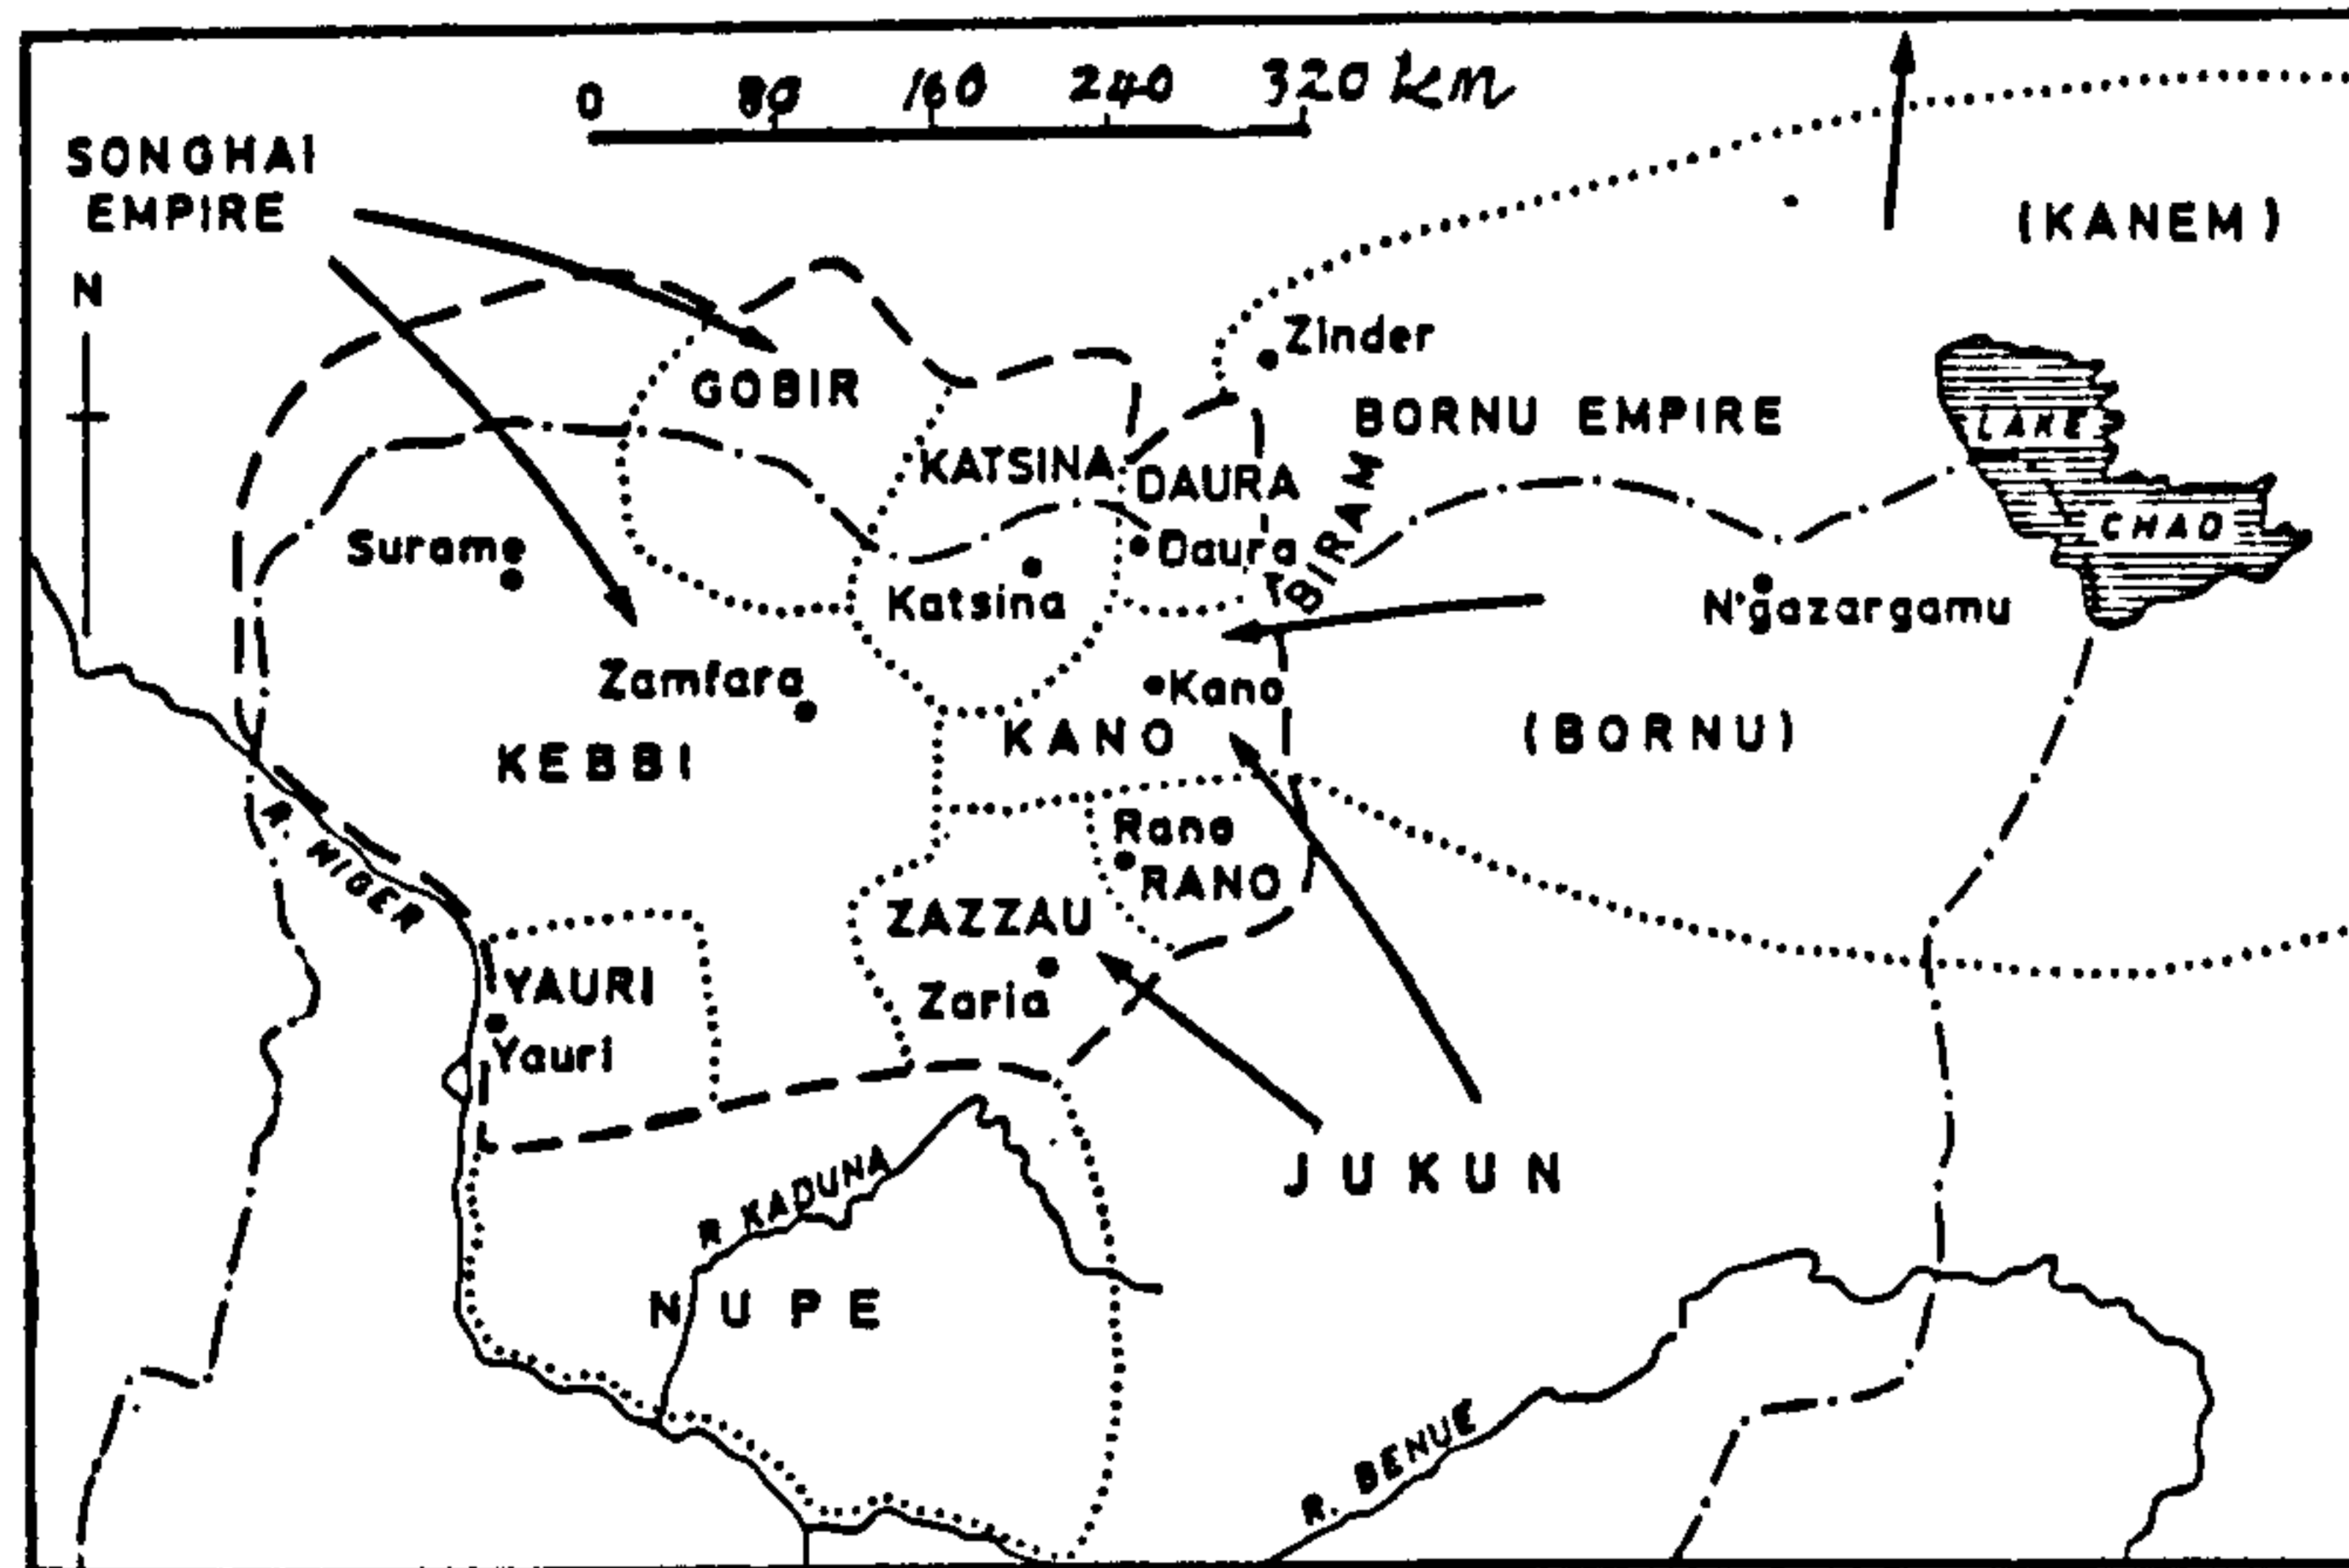 0 80 160 240 320 km
SONGHAI
EMPIRE
N
(KANEM)
Zinder
GOBIR
BORNU EMPIRE
LAKE
CHAD
KATSINA
DAURA
Daura
BIRAM
Surame
Katsina
N'gazargamu
Zamfara
Kano
KANO
(BORNU)
KEBBI
R. NIGER
Rano
RANO
ZAZZAU
Zaria
YAURI
Yauri
JUKUN
R KADUNA
NUPE
R. BENUE